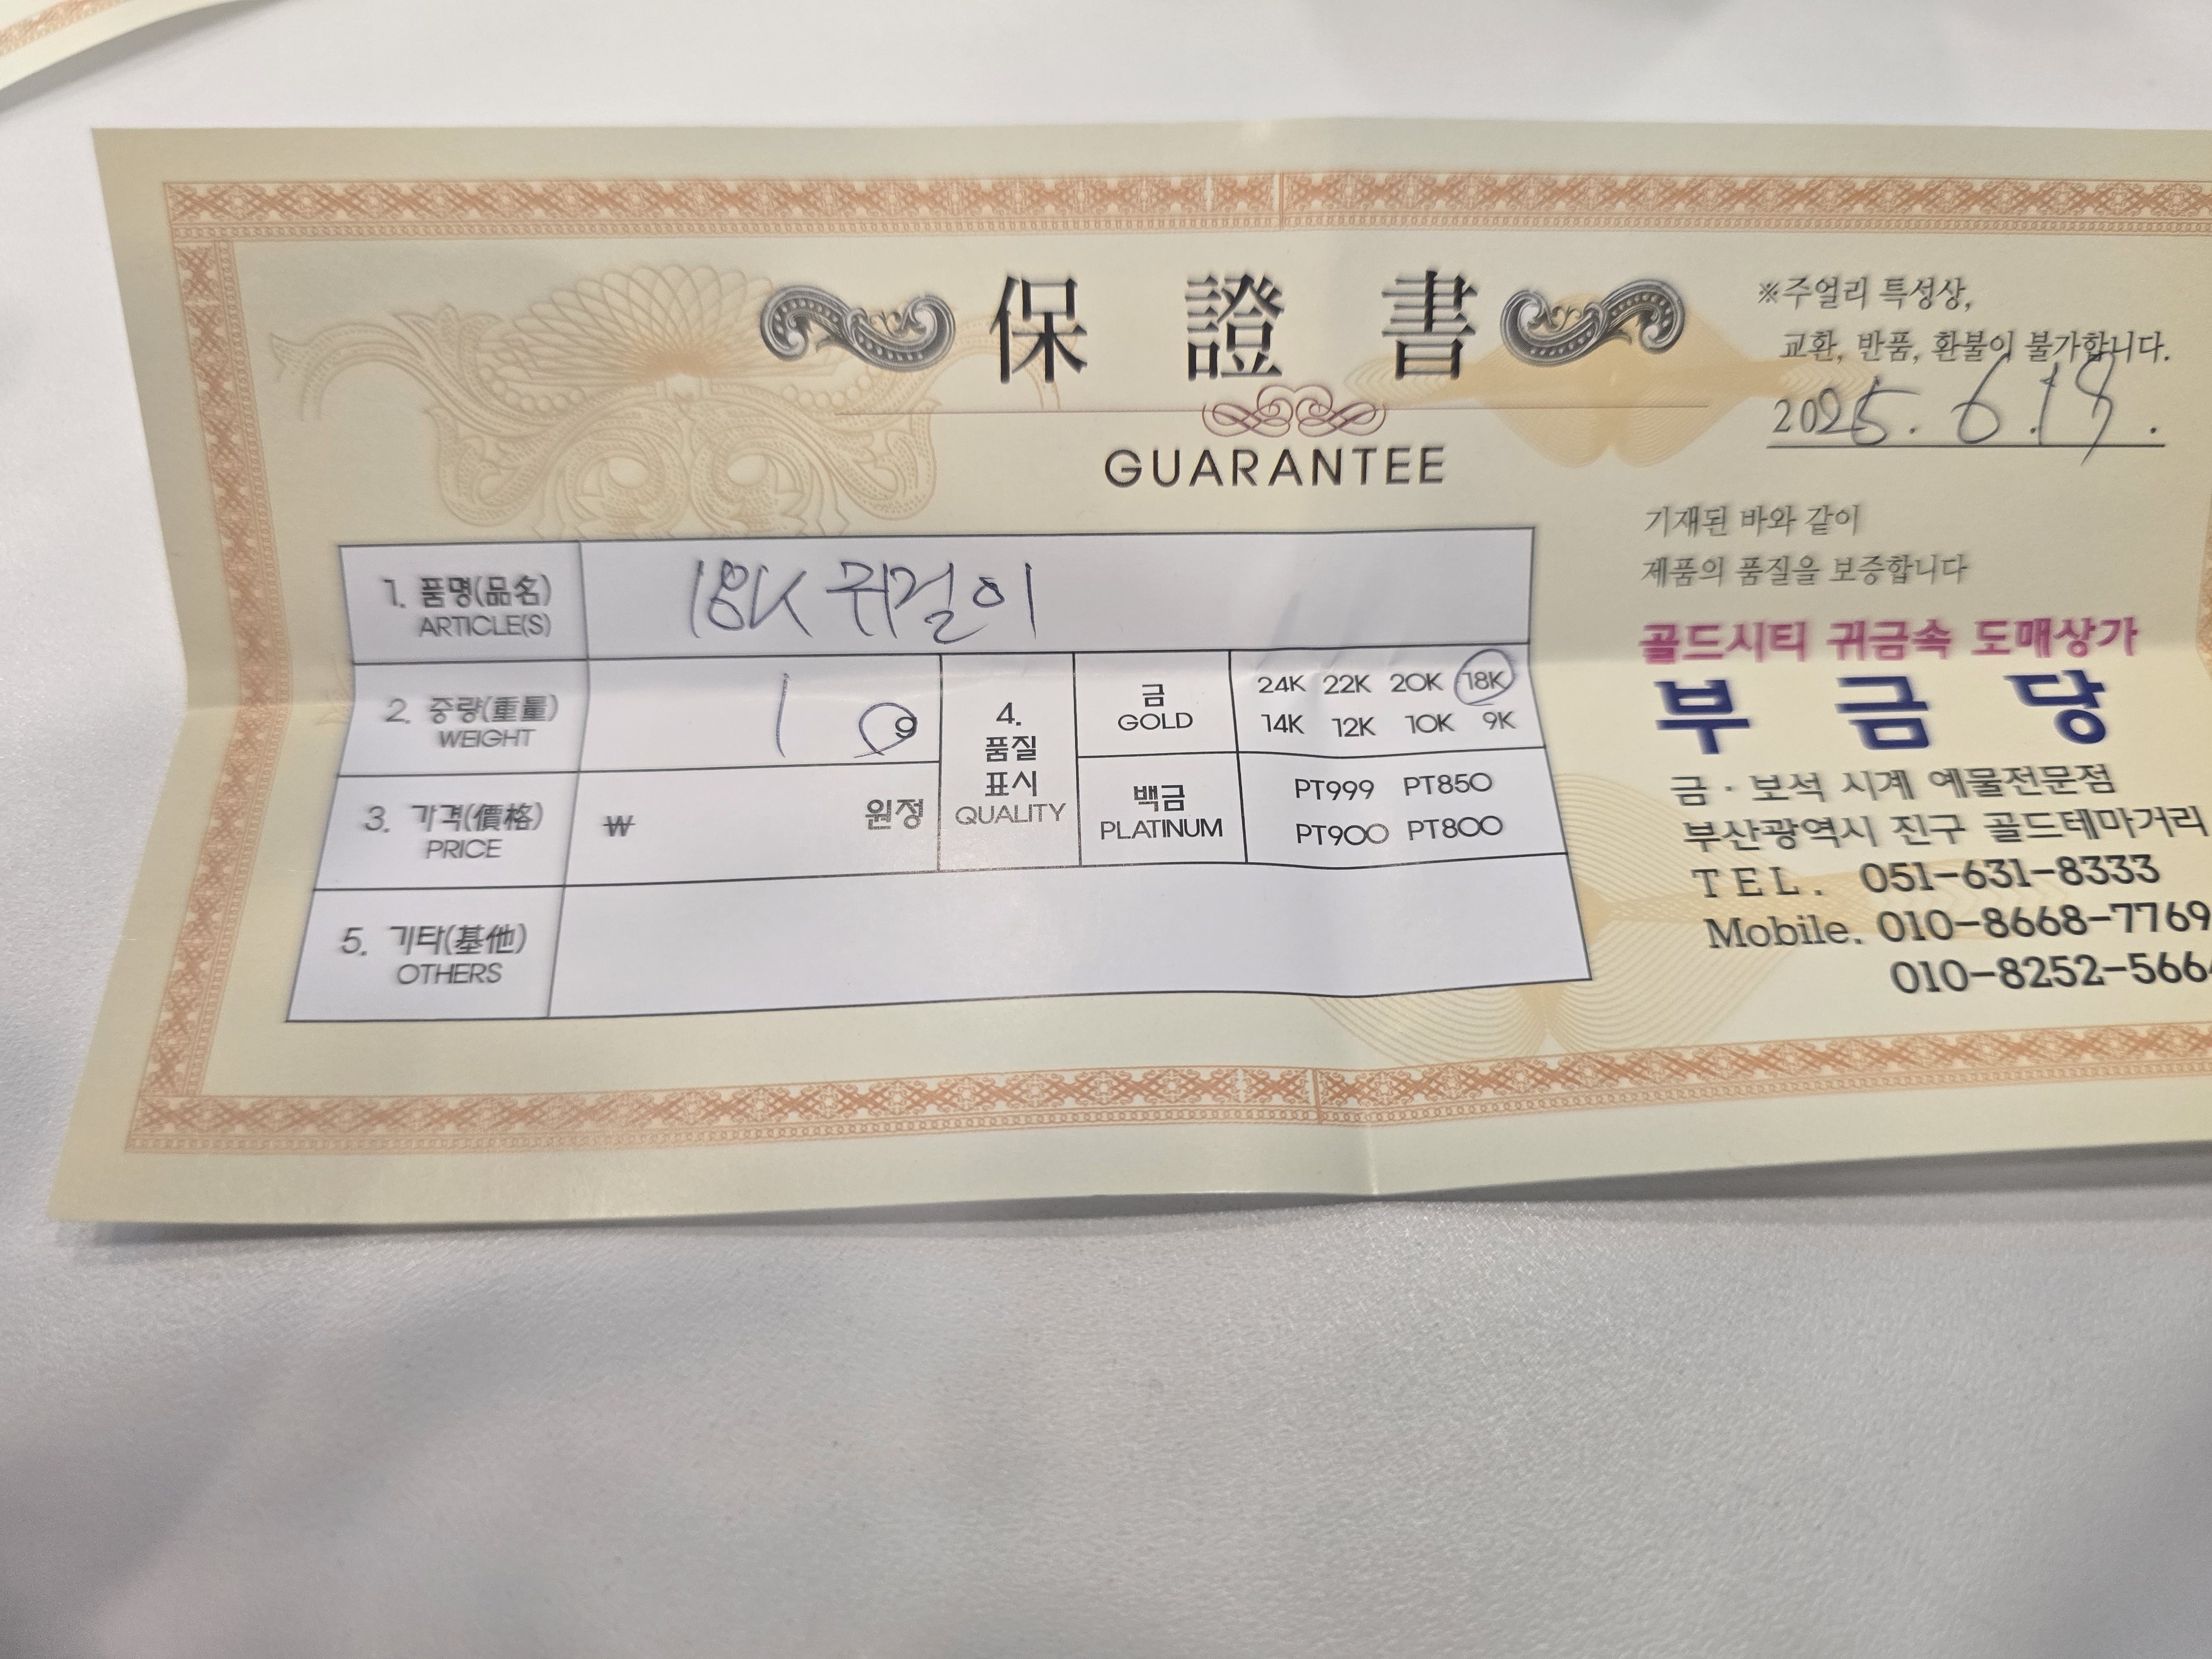 保證書
GUARANTEE
※주얼리 특성상,
교환, 반품, 환불이 불가합니다.
2025. 6. .
1. 품명(品名)
ARTICLE(S)
18K 귀걸이
2. 중량(重量)
WEIGHT
1 g
3. 가격(價格)
PRICE
₩ 원정
4.
품질
표시
QUALITY
금
GOLD
24K 22K 20K 18K
14K 12K 10K 9K
백금
PLATINUM
PT999 PT850
PT900 PT800
5. 기타(基他)
OTHERS
기재된 바와 같이
제품의 품질을 보증합니다
골드시티 귀금속 도매상가
부금당
금·보석 시계 예물전문점
부산광역시 진구 골드테마거리
TEL. 051-631-8333
Mobile. 010-8668-7769
010-8252-566